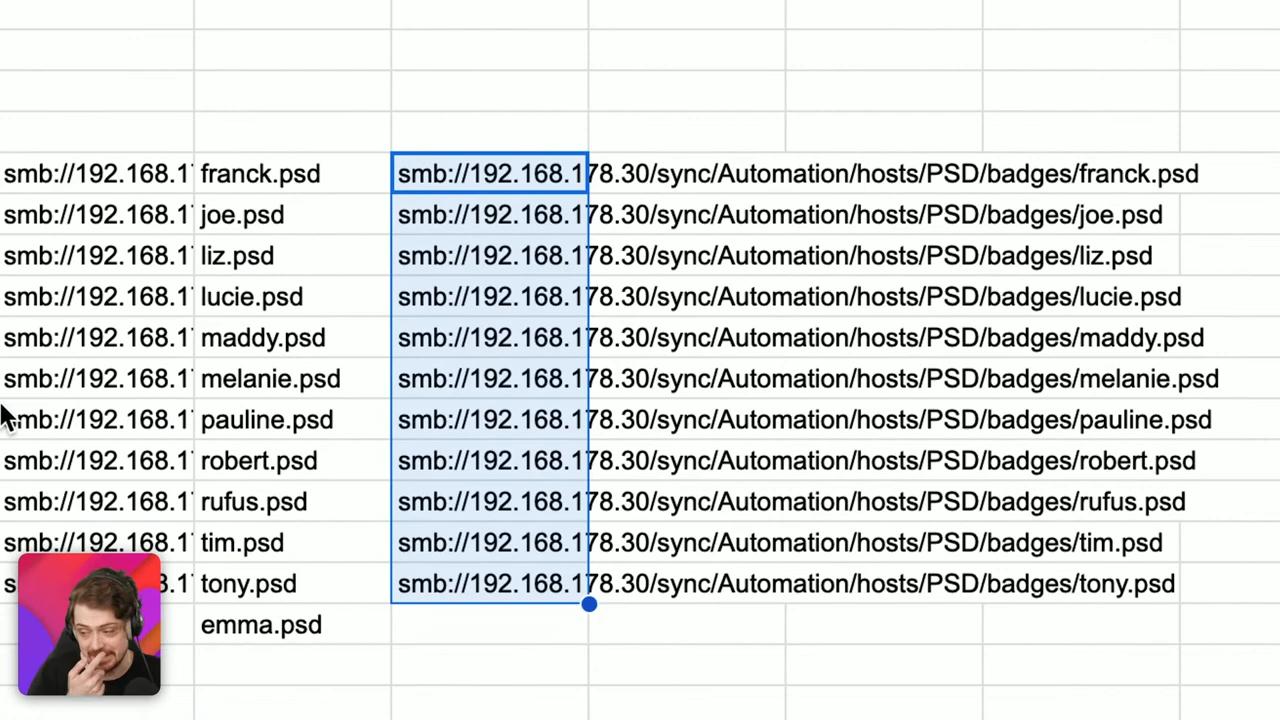 smb://192.168.1 franck.psd smb://192.168.178.30/sync/Automation/hosts/PSD/badges/franck.psd
smb://192.168.1 joe.psd smb://192.168.178.30/sync/Automation/hosts/PSD/badges/joe.psd
smb://192.168.1 liz.psd smb://192.168.178.30/sync/Automation/hosts/PSD/badges/liz.psd
smb://192.168.1 lucie.psd smb://192.168.178.30/sync/Automation/hosts/PSD/badges/lucie.psd
smb://192.168.1 maddy.psd smb://192.168.178.30/sync/Automation/hosts/PSD/badges/maddy.psd
smb://192.168.1 melanie.psd smb://192.168.178.30/sync/Automation/hosts/PSD/badges/melanie.psd
smb://192.168.1 pauline.psd smb://192.168.178.30/sync/Automation/hosts/PSD/badges/pauline.psd
smb://192.168.1 robert.psd smb://192.168.178.30/sync/Automation/hosts/PSD/badges/robert.psd
smb://192.168.1 rufus.psd smb://192.168.178.30/sync/Automation/hosts/PSD/badges/rufus.psd
smb://192.168.1 tim.psd smb://192.168.178.30/sync/Automation/hosts/PSD/badges/tim.psd
tony.psd smb://192.168.178.30/sync/Automation/hosts/PSD/badges/tony.psd
emma.psd